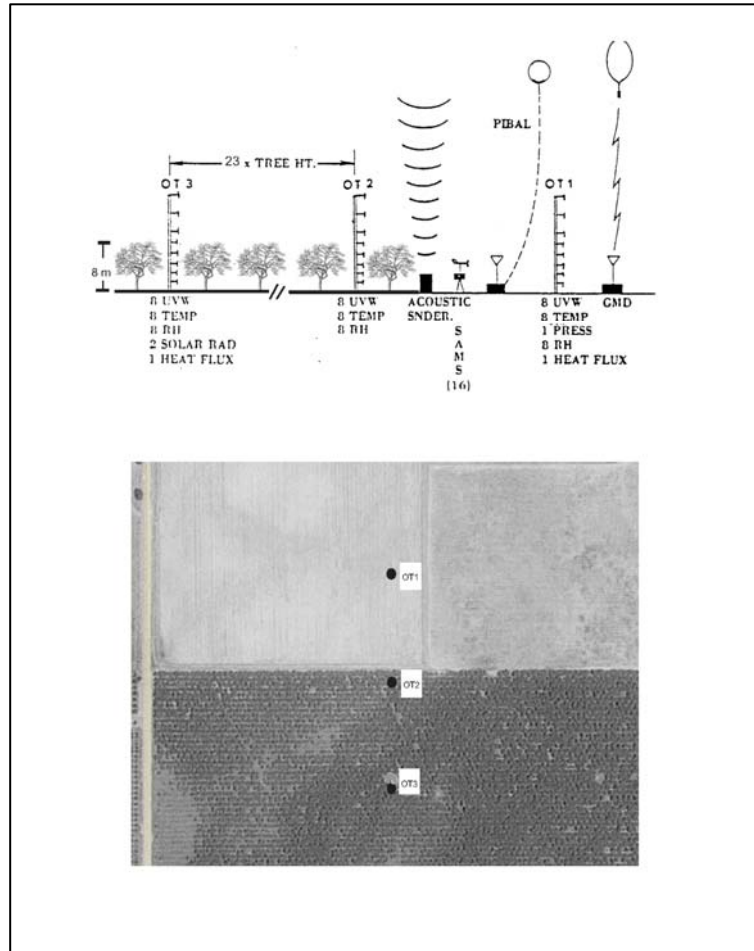 PIBAL
23 x TREE HT.
OT 3
OT 2
OT 1
8 m
8 UVW
8 TEMP
8 RH
2 SOLAR RAD
1 HEAT FLUX
8 UVW
8 TEMP
8 RH
ACOUSTIC
SNDER.
S
A
M
S
(16)
8 UVW
8 TEMP
1 PRESS
8 RH
1 HEAT FLUX
GMD
OT1
OT2
OT3